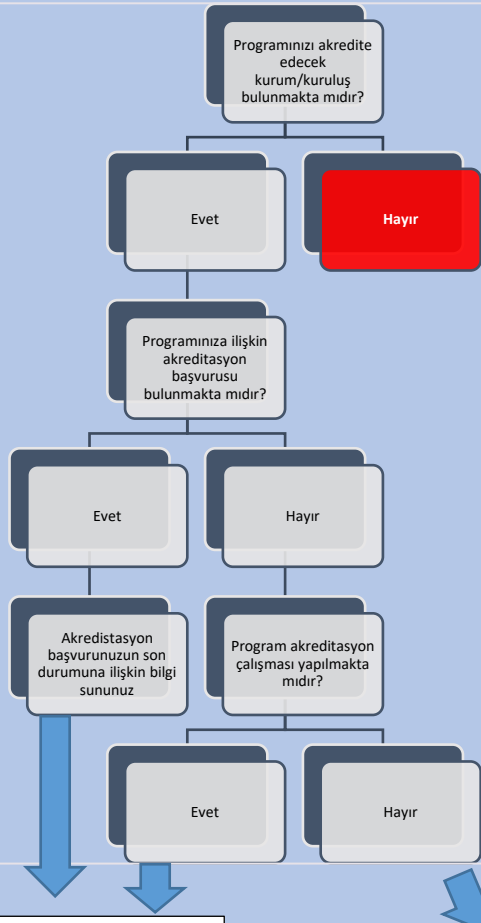 Programınızı akredite
edecek
kurum/kuruluş
bulunmakta mıdır?
Evet
Hayır
Programınıza ilişkin
akreditasyon
başvurusu
bulunmakta mıdır?
Evet
Hayır
Akredistasyon
başvurunuzun son
durumuna ilişkin bilgi
sununuz
Program akreditasyon
çalışması yapılmakta
mıdır?
Evet
Hayır